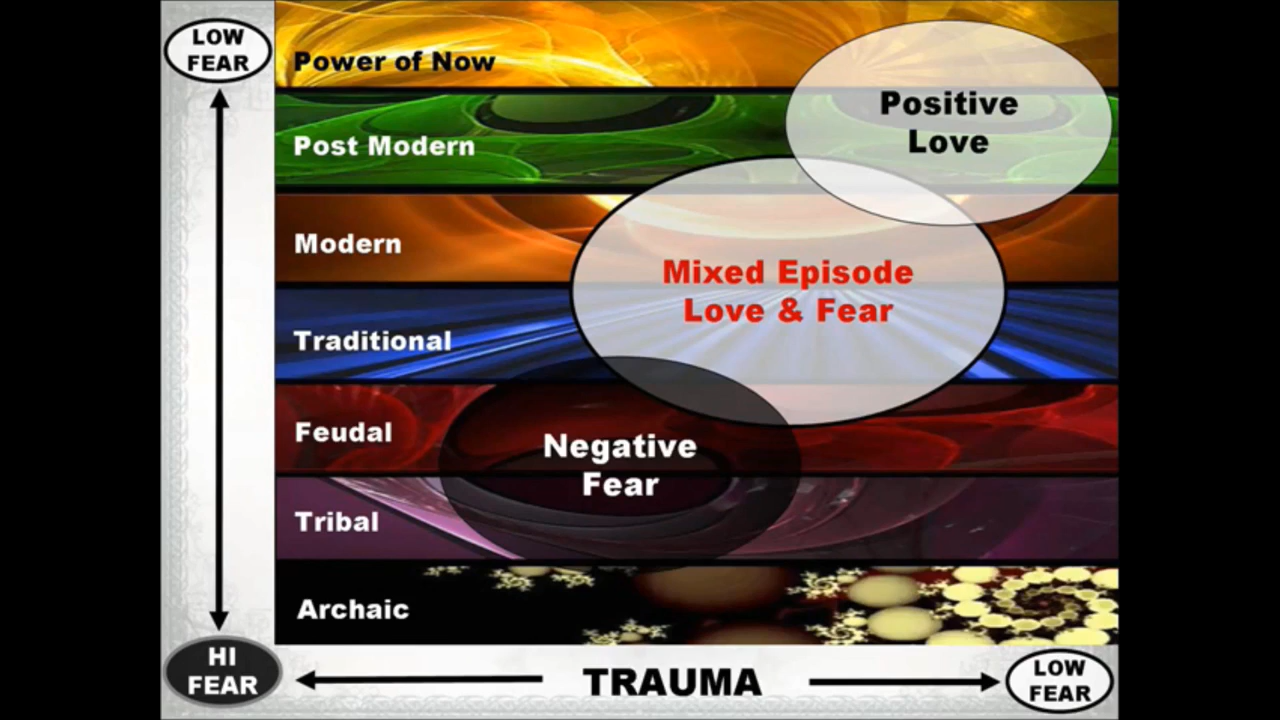 LOW
FEAR
Power of Now
Positive
Love
Post Modern
Modern
Mixed Episode
Love & Fear
Traditional
Feudal
Negative
Fear
Tribal
Archaic
HI
FEAR
TRAUMA
LOW
FEAR